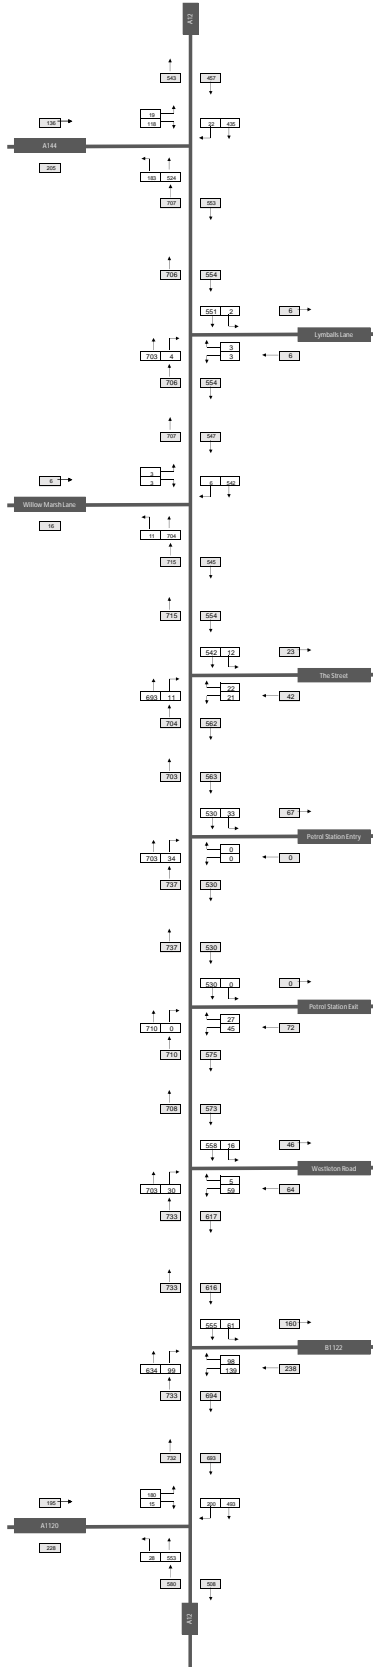 A12
543 457
19
136 118 22 435
A144
205 183 524
707 553
706 554
551 2 6
Lymballs Lane
703 4 3
3 6
706 554
707 547
3
6 3 6 542
Willow Marsh Lane
16 11 704
715 545
715 554
542 12 23
The Street
693 11 22
21 42
704 562
703 563
530 33 67
Petrol Station Entry
703 34 0
0 0
737 530
737 530
530 0 0
Petrol Station Exit
710 0 27
45 72
710 575
708 573
558 16 46
Westleton Road
703 30 5
59 64
733 617
733 616
555 61 160
B1122
634 99 98
139 238
733 694
732 693
180
195 15 200 493
A1120
228 28 553
580 508
A12